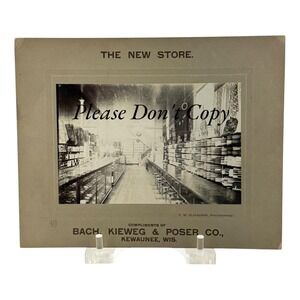 THE NEW STORE.
Please Don't Copy
COMPLIMENTS OF
BACH, KIEWEG & POSER CO.,
KEWAUNEE, WIS.